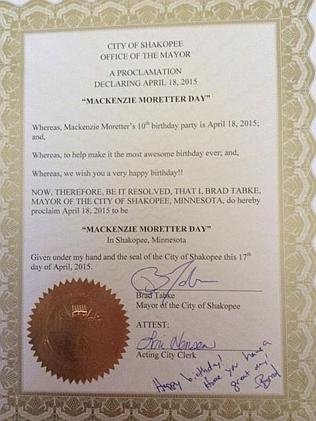 CITY OF SHAKOPEE
OFFICE OF THE MAYOR
A PROCLAMATION
DECLARING APRIL 18, 2015
"MACKENZIE MORETTER DAY"
Whereas, Mackenzie Moretter's 10th birthday party is April 18, 2015;
and,
Whereas, to help make it the most awesome birthday ever; and,
Whereas, we wish you a very happy birthday!!
NOW, THEREFORE, BE IT RESOLVED, THAT I, BRAD TABKE,
MAYOR OF THE CITY OF SHAKOPEE, MINNESOTA, do hereby
proclaim April 18, 2015 to be
"MACKENZIE MORETTER DAY"
In Shakopee, Minnesota
Given under my hand and the seal of the City of Shakopee this 17th
day of April, 2015.
Brad Tabke
Mayor of the City of Shakopee
ATTEST:
Lori Hensen
Acting City Clerk
Happy birthday!
Hope you have a
great day!
Brad